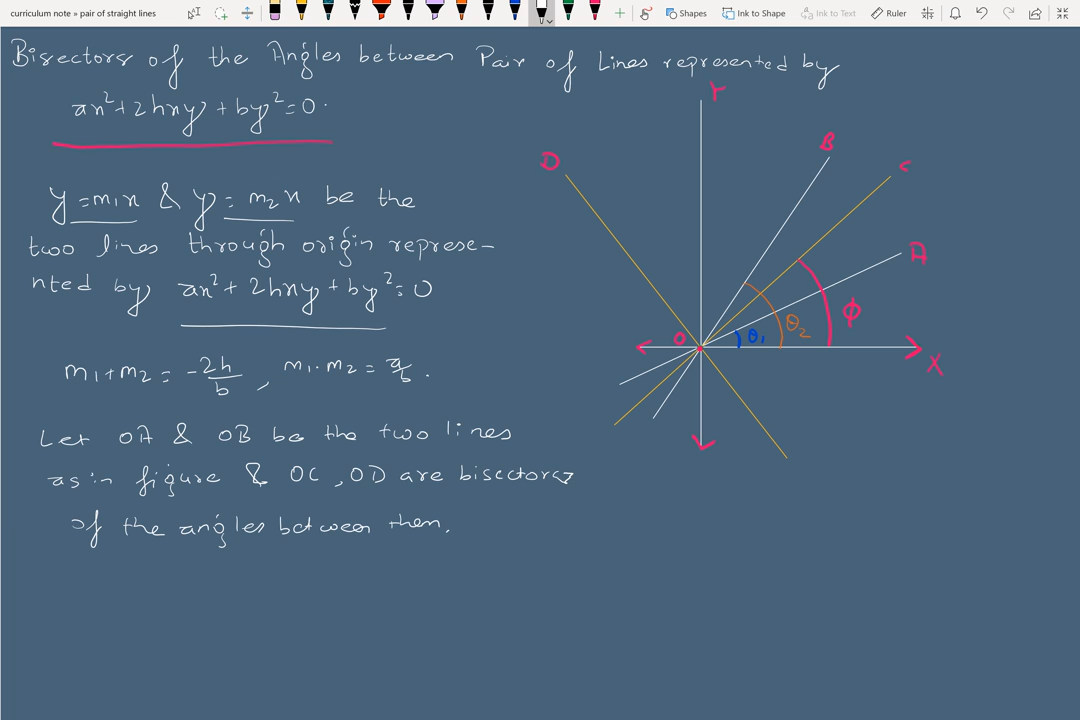 curriculum note » pair of straight lines
Shapes Ink to Shape Ink to Text Ruler
Bisectors of the Angles between Pair of Lines represented by
ax²+2hxy+by²=0.
y=m₁x & y=m₂x be the
two lines through origin represe-
nted by ax²+2hxy+by²=0
m₁+m₂ = -2h/b, m₁.m₂ = a/b.
Let OA & OB be the two lines
as in figure & OC, OD are bisectors
of the angles between them.
Y
B
D
C
A
φ
θ₂
θ₁
O
X